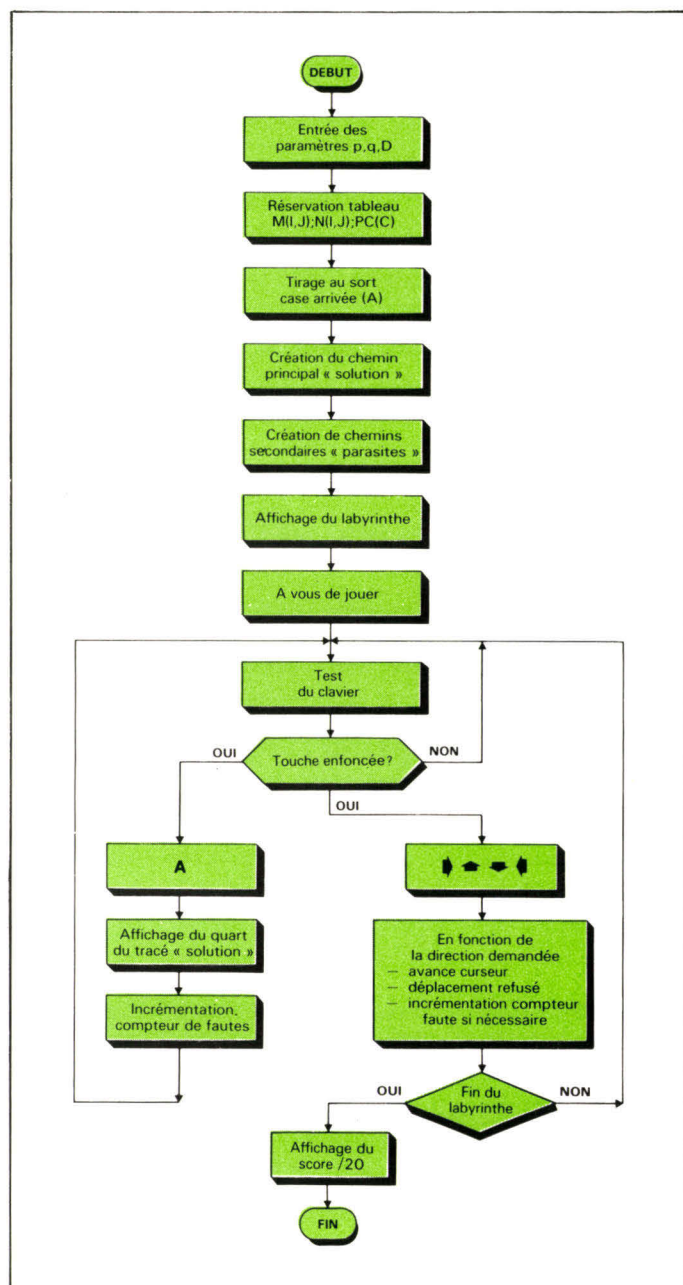 DEBUT
Entrée des
paramètres p,q,D
Réservation tableau
M(I,J);N(I,J);PC(C)
Tirage au sort
case arrivée (A)
Création du chemin
principal « solution »
Création de chemins
secondaires « parasites »
Affichage du labyrinthe
A vous de jouer
Test
du clavier
OUI
Touche enfoncée?
NON
OUI
A
Affichage du quart
du tracé « solution »
Incrémentation.
compteur de fautes
En fonction de
la direction demandée
— avance curseur
— déplacement refusé
— incrémentation compteur
faute si nécessaire
OUI
Fin du
labyrinthe
NON
Affichage du
score /20
FIN